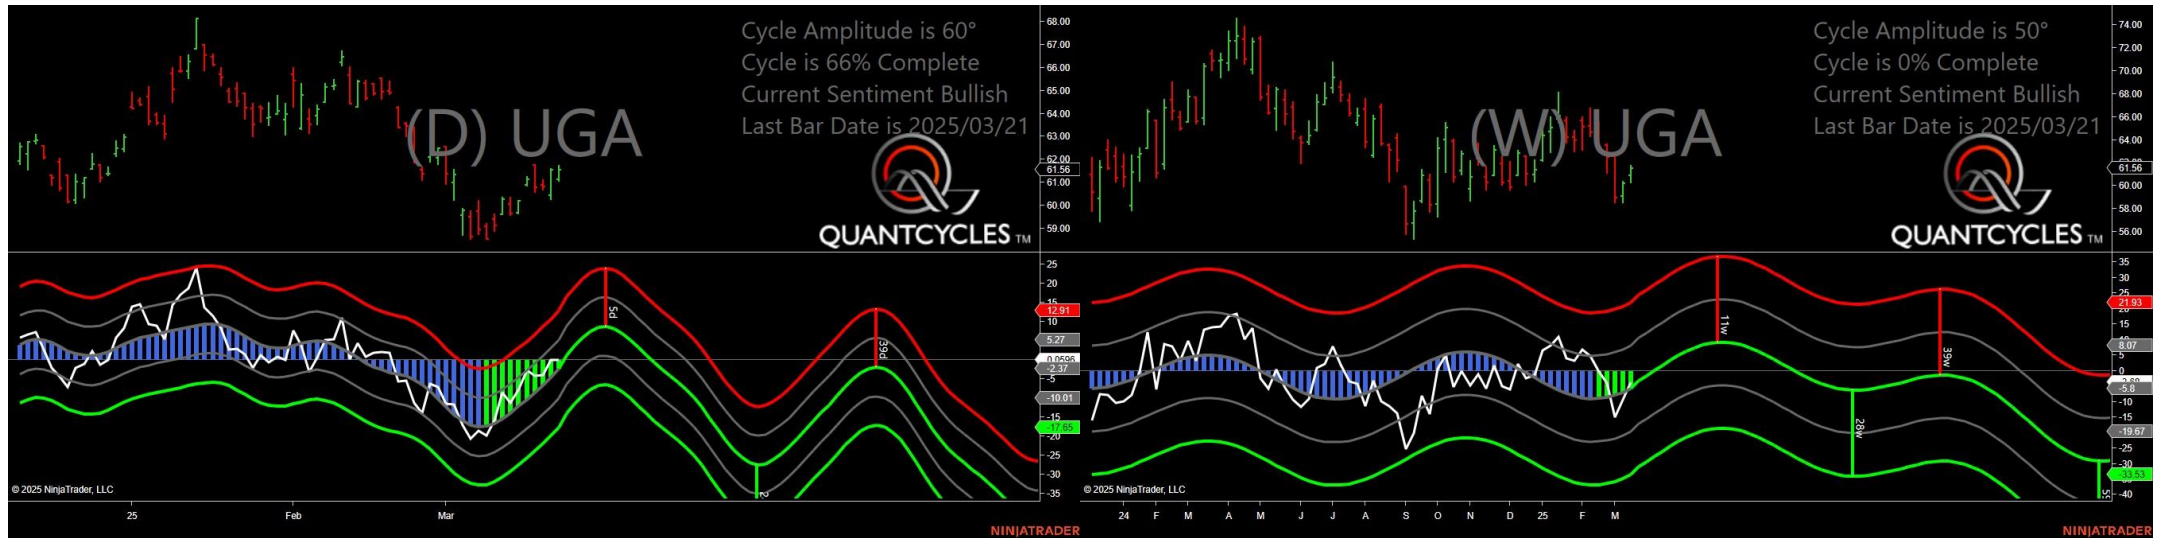 Cycle Amplitude is 60°
Cycle is 66% Complete
Current Sentiment Bullish
Last Bar Date is 2025/03/21
(D) UGA
QUANTCYCLES TM
68.00
67.00
66.00
65.00
64.00
63.00
62.00
61.56
61.00
60.00
59.00
25
20
15
12.91
10
5.27
0.0596
-2.37
-5
-10.01
-15
-17.65
-20
-25
-30
-35
5d
39d
© 2025 NinjaTrader, LLC
25
Feb
Mar
NINJATRADER
Cycle Amplitude is 50°
Cycle is 0% Complete
Current Sentiment Bullish
Last Bar Date is 2025/03/21
(W) UGA
QUANTCYCLES TM
74.00
72.00
70.00
68.00
66.00
64.00
62.00
61.56
60.00
58.00
56.00
35
30
25
21.93
20
15
10
8.07
5
0
-5.8
-10
-15
-19.67
-25
-30
-33.53
-40
11w
28w
39w
© 2025 NinjaTrader, LLC
24
F
M
A
M
J
J
A
S
O
N
D
25
F
M
NINJATRADER